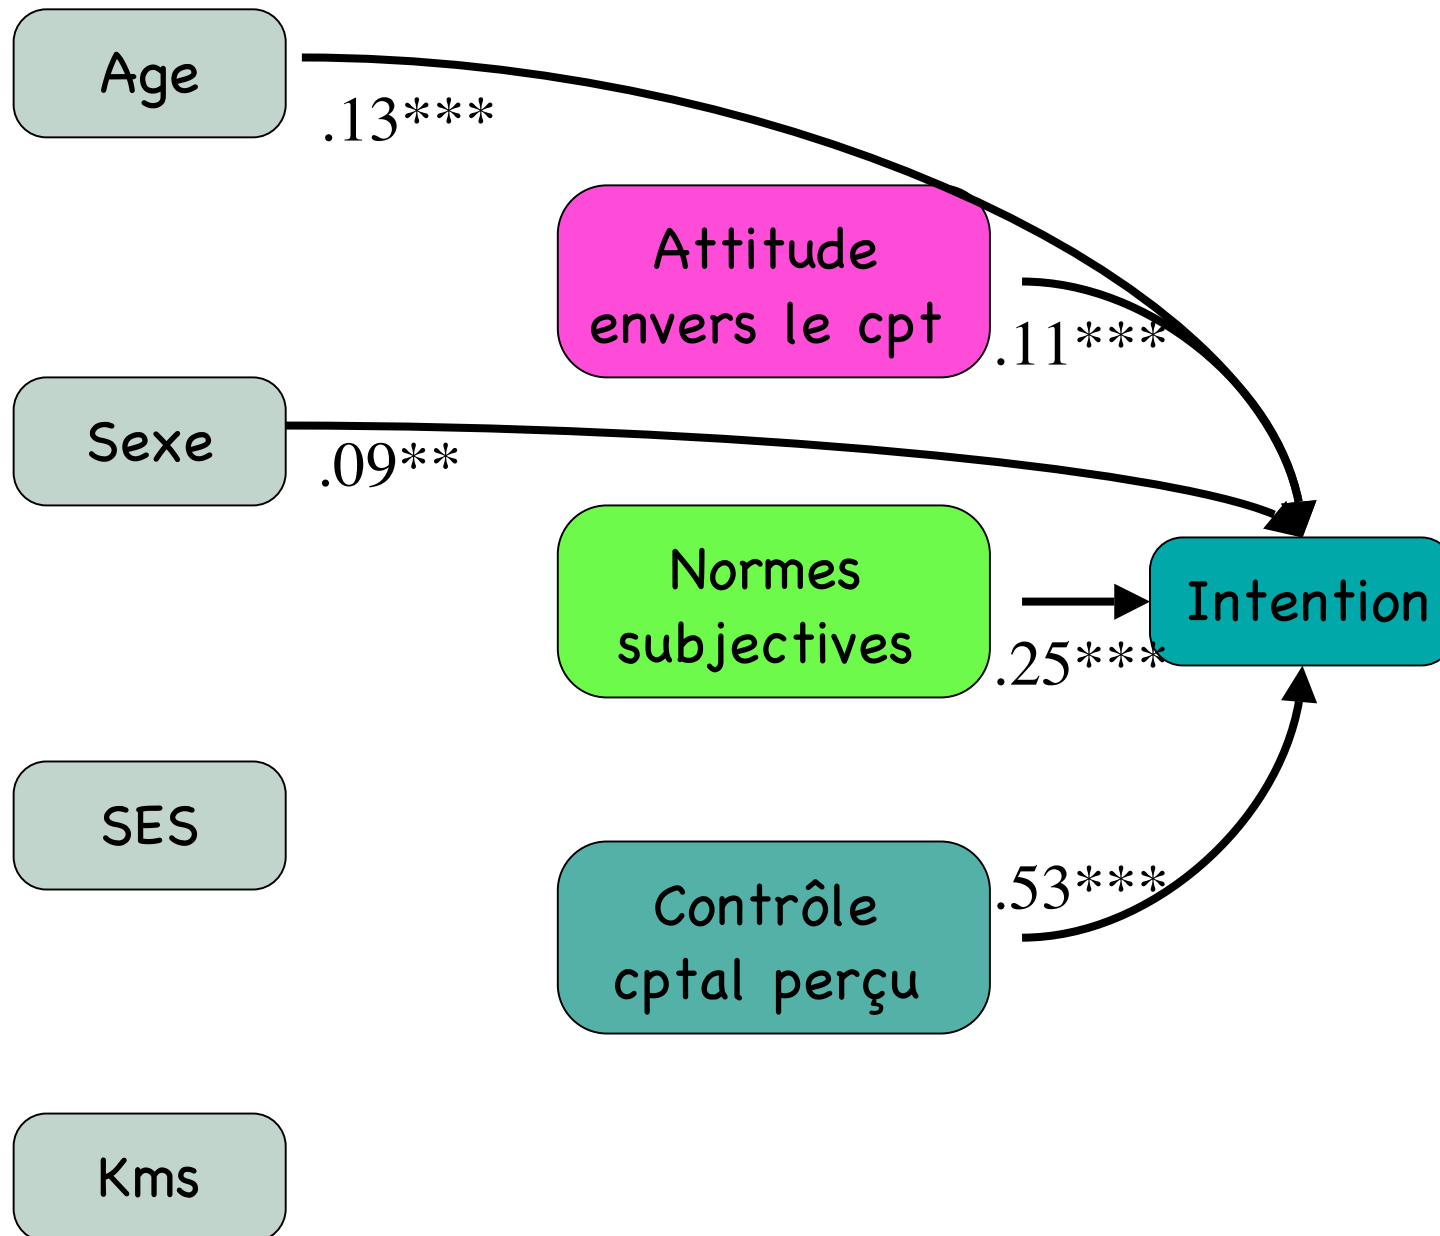 Age
.13***
Attitude
envers le cpt
.11***
Sexe
.09**
Normes
subjectives
.25***
Intention
SES
Contrôle
cptal perçu
.53***
Kms